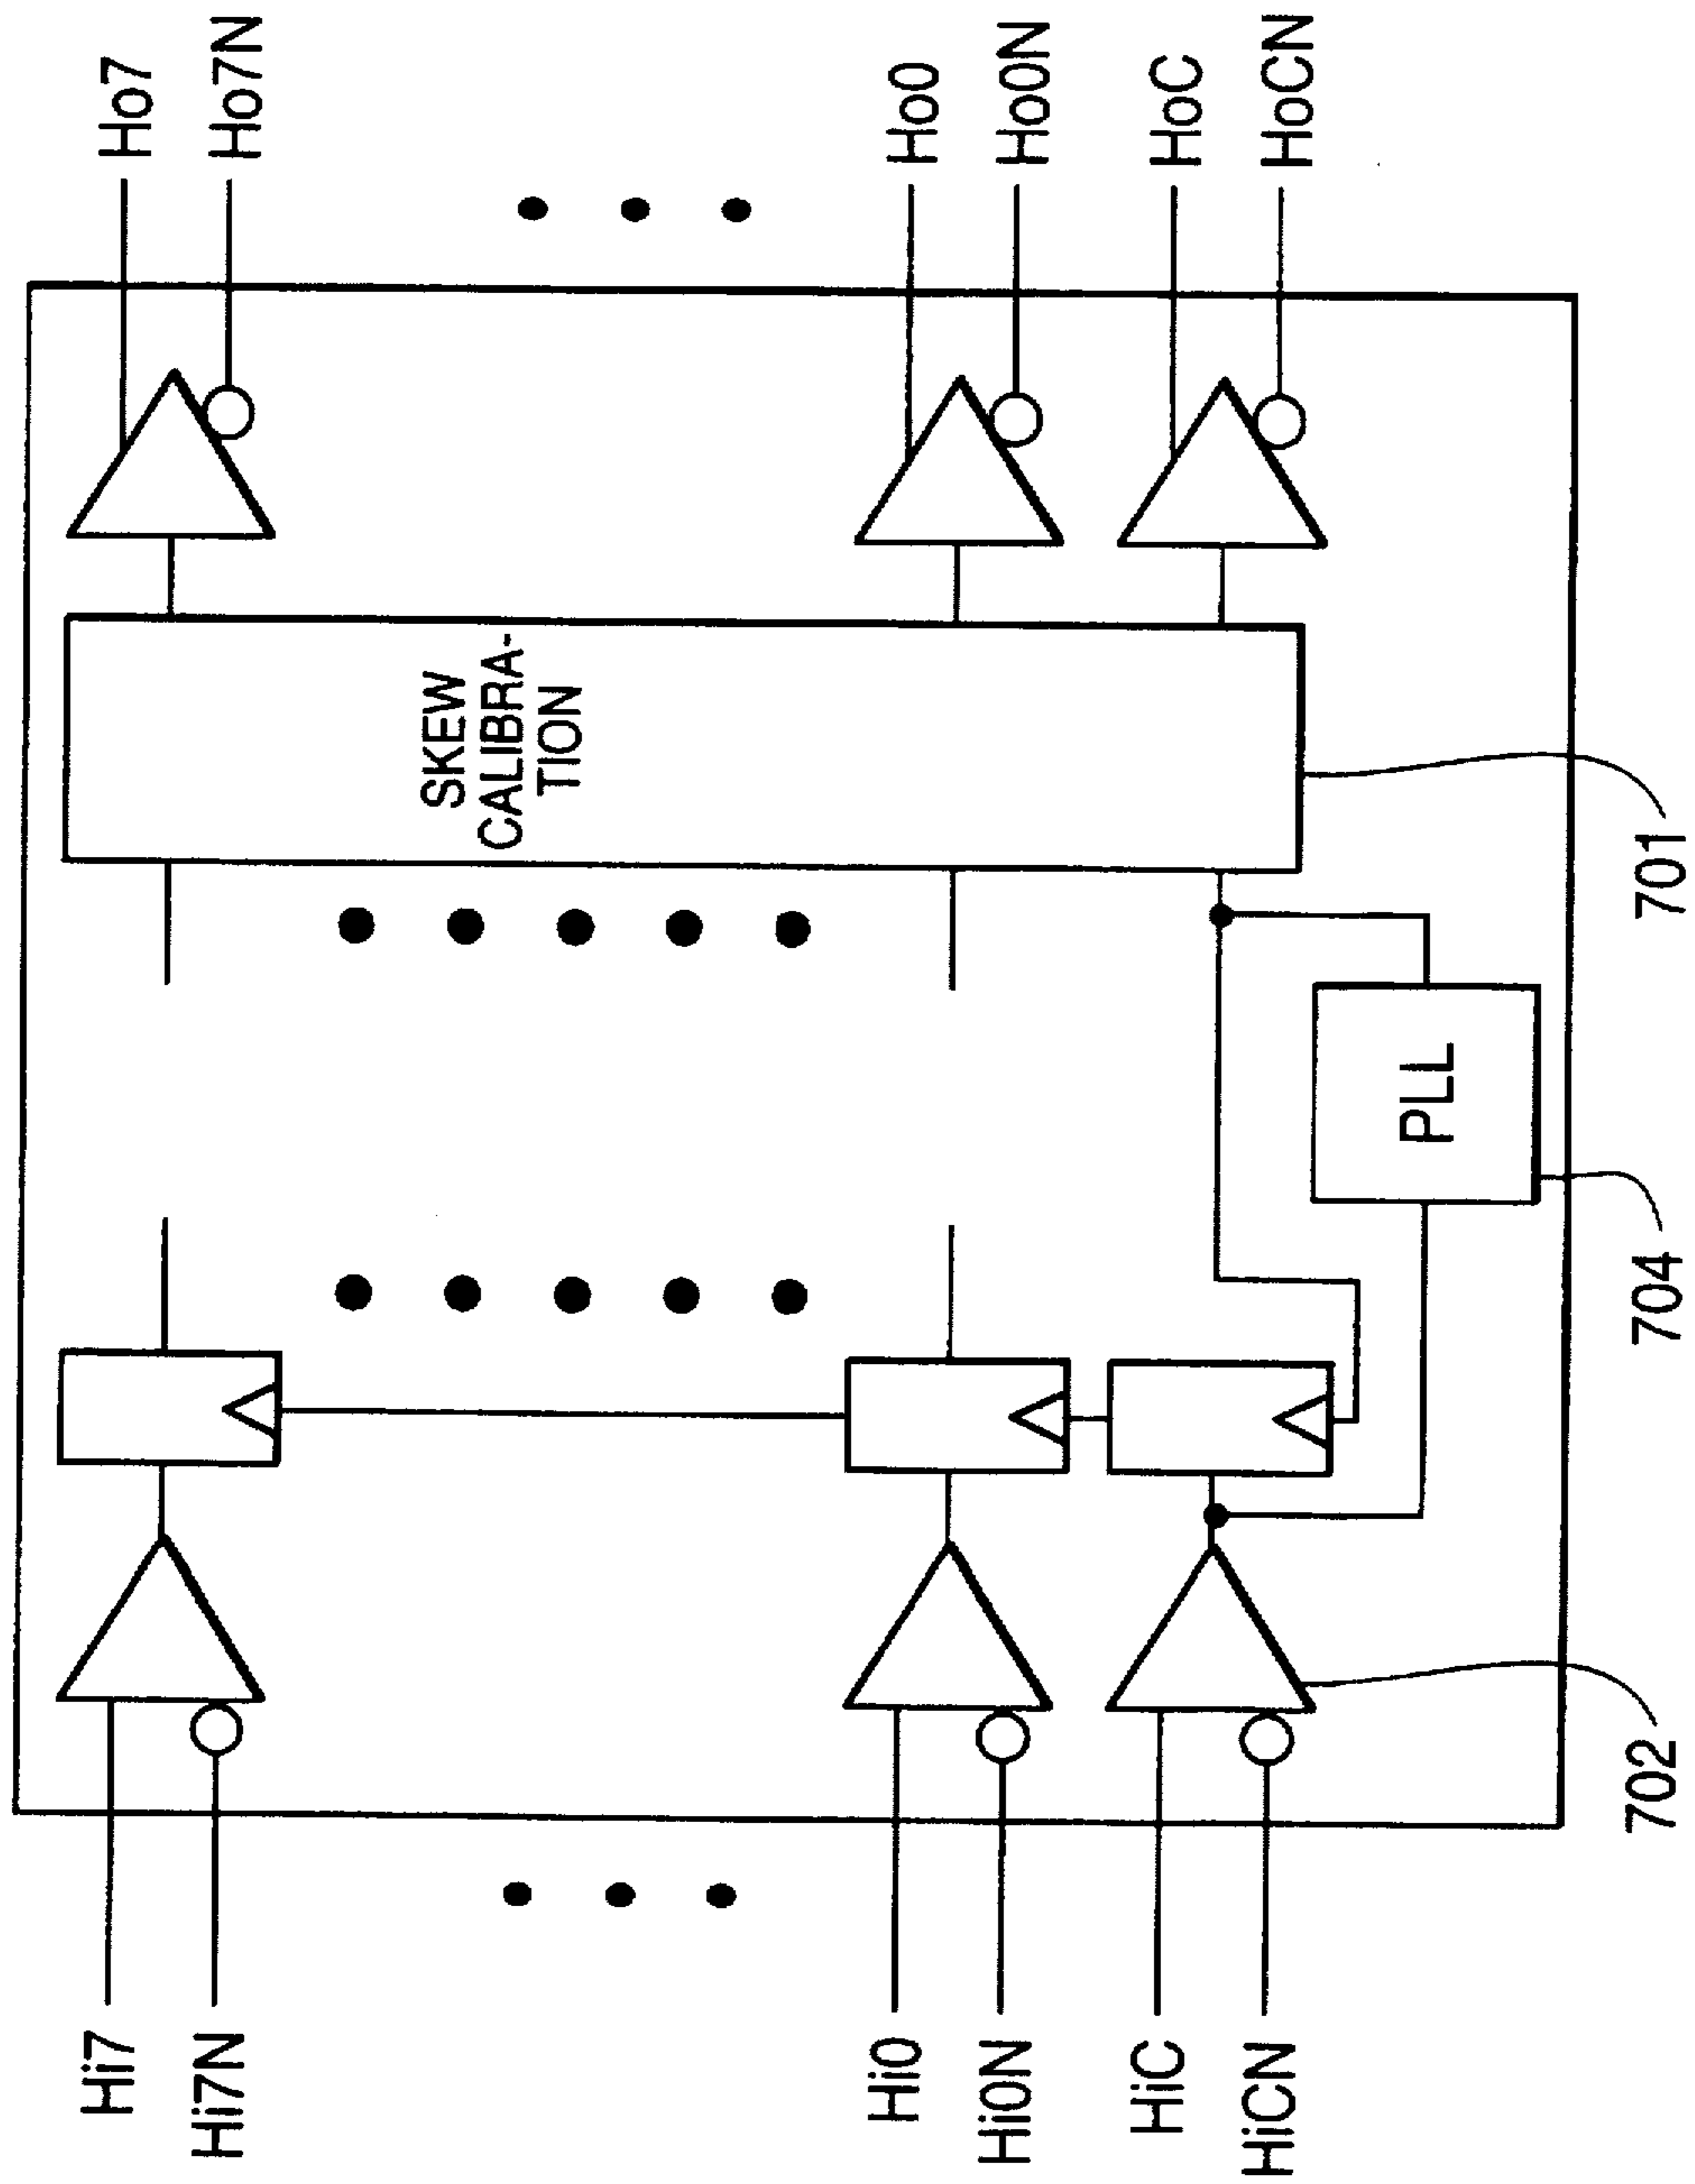 Hi7
Hi7N
Hi0
Hi0N
HiC
HiCN
SKEW
CALIBRA-
TION
PLL
Ho7
Ho7N
Ho0
Ho0N
HoC
HoCN
702
704
701